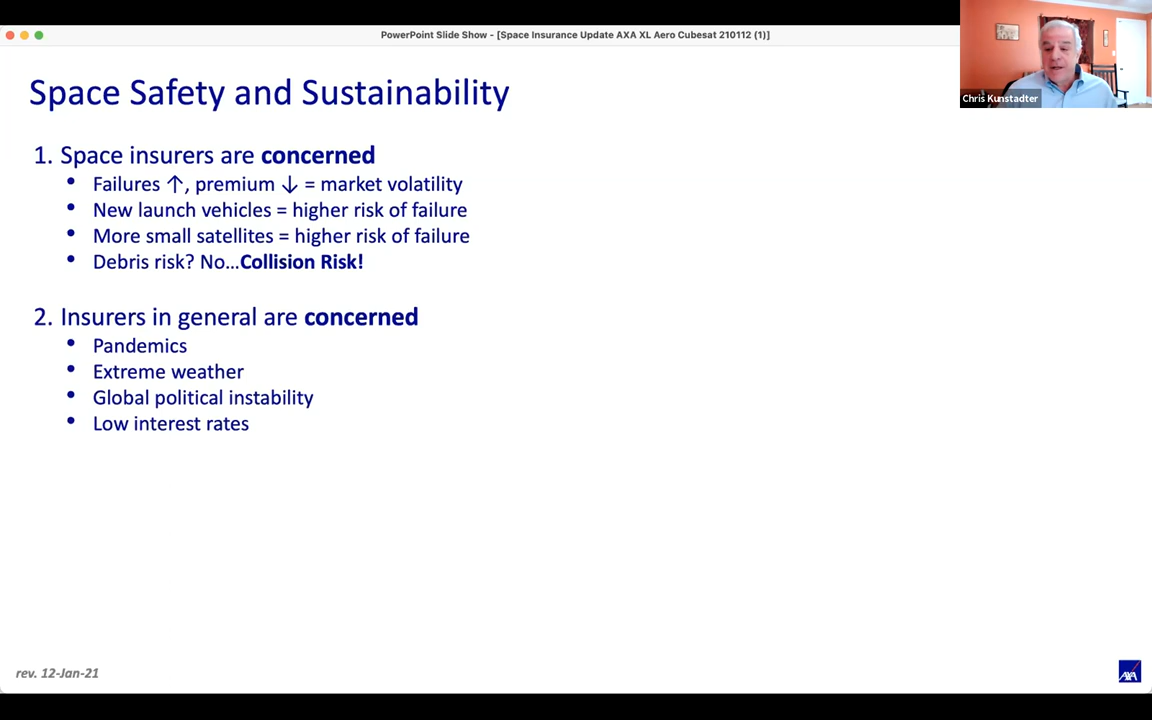 PowerPoint Slide Show - [Space Insurance Update AXA XL Aero Cubesat 210112 (1)]
Chris Kunstadter
Space Safety and Sustainability
1. Space insurers are concerned
• Failures ↑, premium ↓ = market volatility
• New launch vehicles = higher risk of failure
• More small satellites = higher risk of failure
• Debris risk? No…Collision Risk!
2. Insurers in general are concerned
• Pandemics
• Extreme weather
• Global political instability
• Low interest rates
rev. 12-Jan-21
AXA